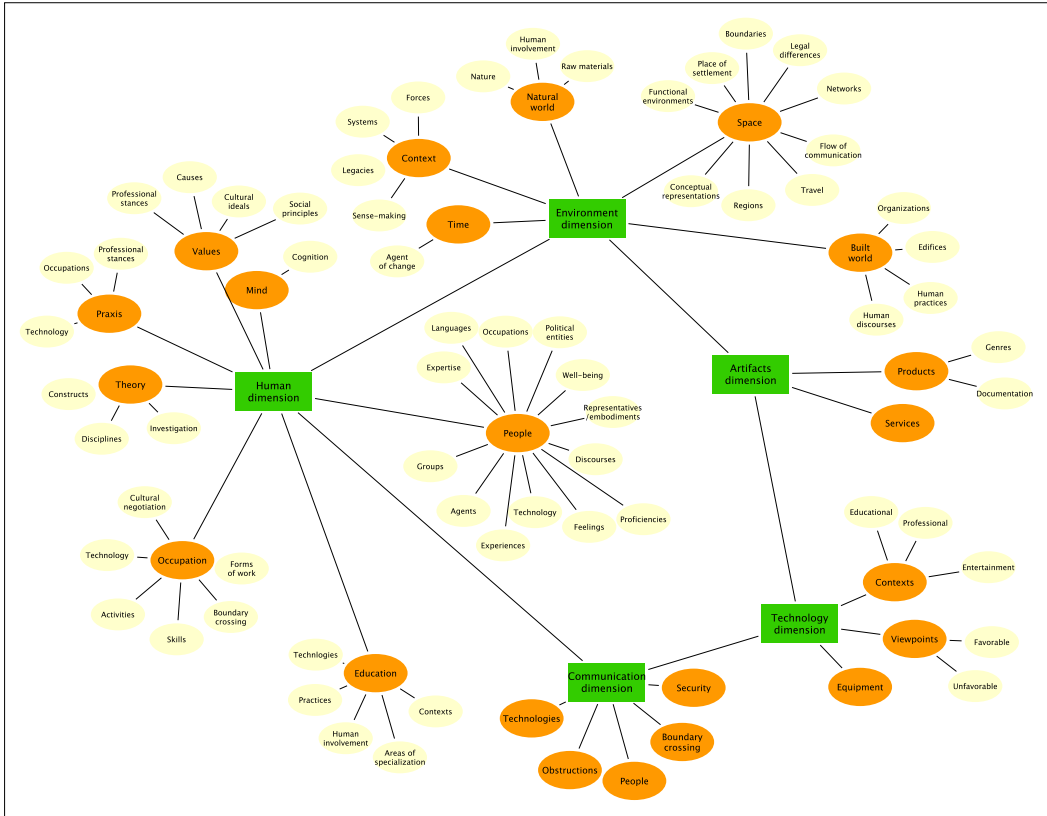 Boundaries
Human
involvement
Legal
differences
Place of
settlement
Raw materials
Nature
Natural
world
Functional
environments
Networks
Forces
Space
Systems
Context
Flow of
communication
Legacies
Conceptual
representations
Travel
Regions
Sense-making
Causes
Professional
stances
Cultural
ideals
Social
principles
Environment
dimension
Organizations
Time
Values
Professional
stances
Agent
of change
Cognition
Built
world
Edifices
Occupations
Mind
Human
practices
Praxis
Human
discourses
Technology
Languages
Occupations
Political
entities
Genres
Expertise
Well-being
Artifacts
dimension
Products
Theory
Human
dimension
Constructs
Documentation
Representatives
/embodiments
Investigation
Services
Disciplines
People
Groups
Discourses
Cultural
negotiation
Agents
Technology
Proficiencies
Feelings
Educational
Professional
Experiences
Technology
Occupation
Forms
of work
Entertainment
Contexts
Activities
Boundary
crossing
Skills
Technology
dimension
Viewpoints
Favorable
Technlogies
Education
Communication
dimension
Security
Equipment
Unfavorable
Practices
Contexts
Technologies
Human
involvement
Areas of
specialization
Boundary
crossing
Obstructions
People